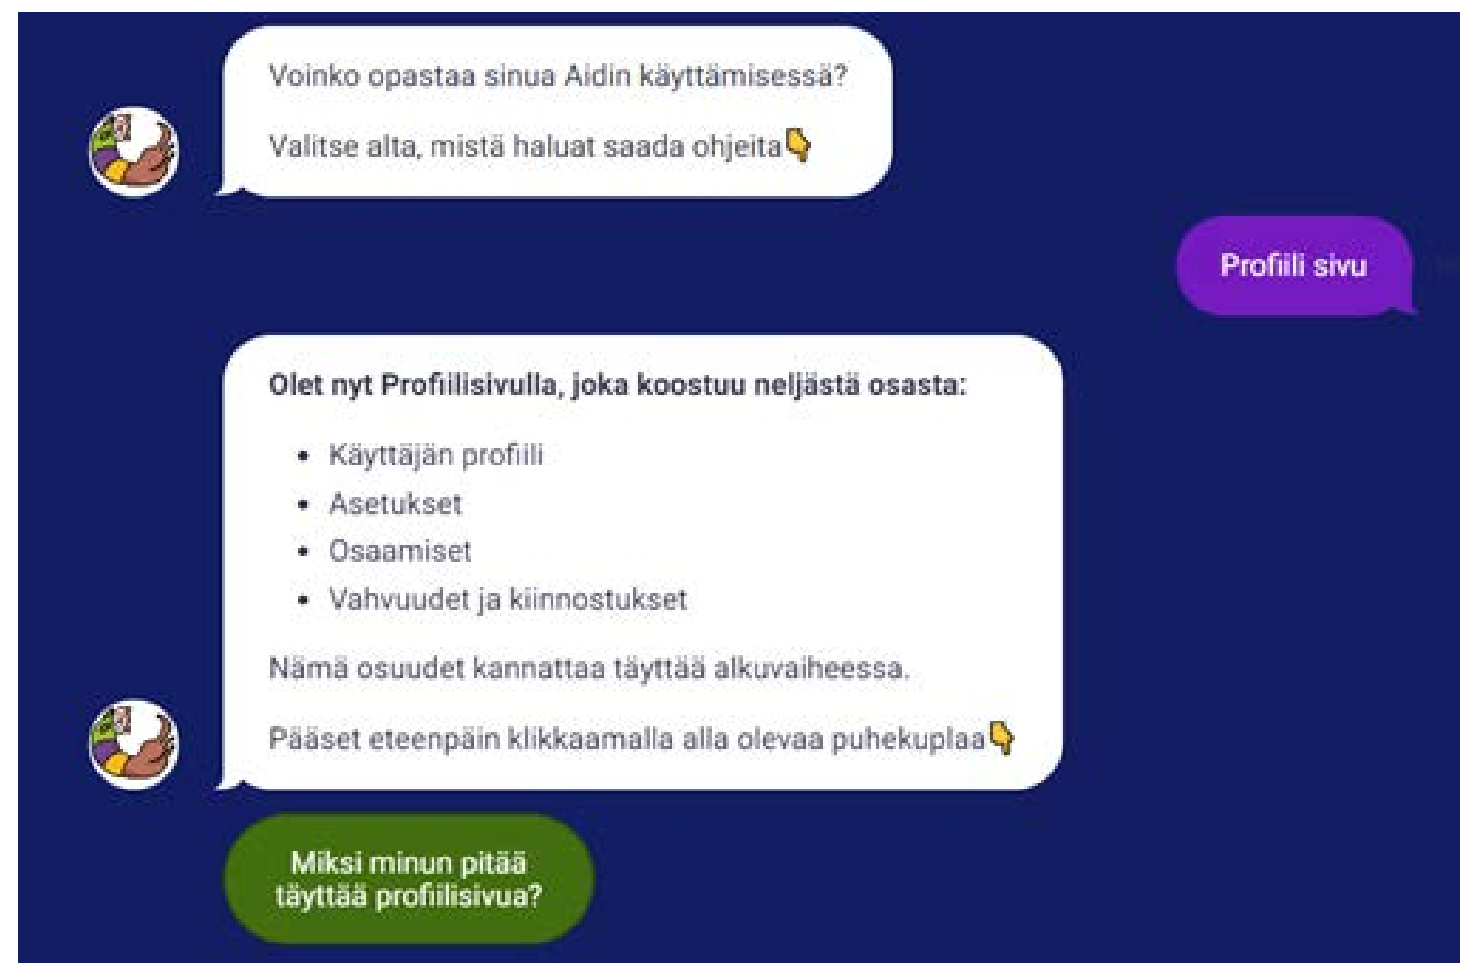 Voinko opastaa sinua Aidin käyttämisessä?
Valitse alta, mistä haluat saada ohjeita👇
Profiili sivu
Olet nyt Profiilisivulla, joka koostuu neljästä osasta:
• Käyttäjän profiili
• Asetukset
• Osaamiset
• Vahvuudet ja kiinnostukset
Nämä osuudet kannattaa täyttää alkuvaiheessa.
Pääset eteenpäin klikkaamalla alla olevaa puhekuplaa👇
Miksi minun pitää
täyttää profiilisivua?